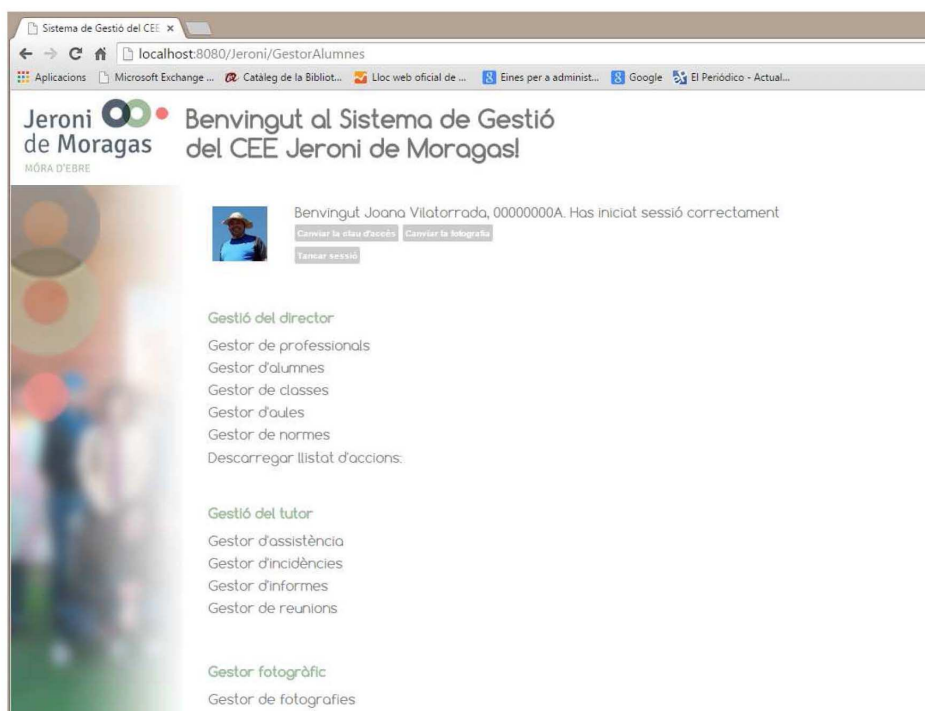 Sistema de Gestió del CEE
localhost:8080/Jeroni/GestorAlumnes
Aplicacions Microsoft Exchange ... Catàleg de la Bibliot... Lloc web oficial de ... Eines per a administ... Google El Periódico - Actual...
Jeroni
de Moragas
MÓRA D'EBRE
Benvingut al Sistema de Gestió
del CEE Jeroni de Moragas!
Benvingut Joana Vilatorrada, 00000000A. Has iniciat sessió correctament
Canviar la clau d'accés Canviar la fotografia
Tancar sessió
Gestió del director
Gestor de professionals
Gestor d'alumnes
Gestor de classes
Gestor d'aules
Gestor de normes
Descarregar llistat d'accions:
Gestió del tutor
Gestor d'assistència
Gestor d'incidències
Gestor d'informes
Gestor de reunions
Gestor fotogràfic
Gestor de fotografies